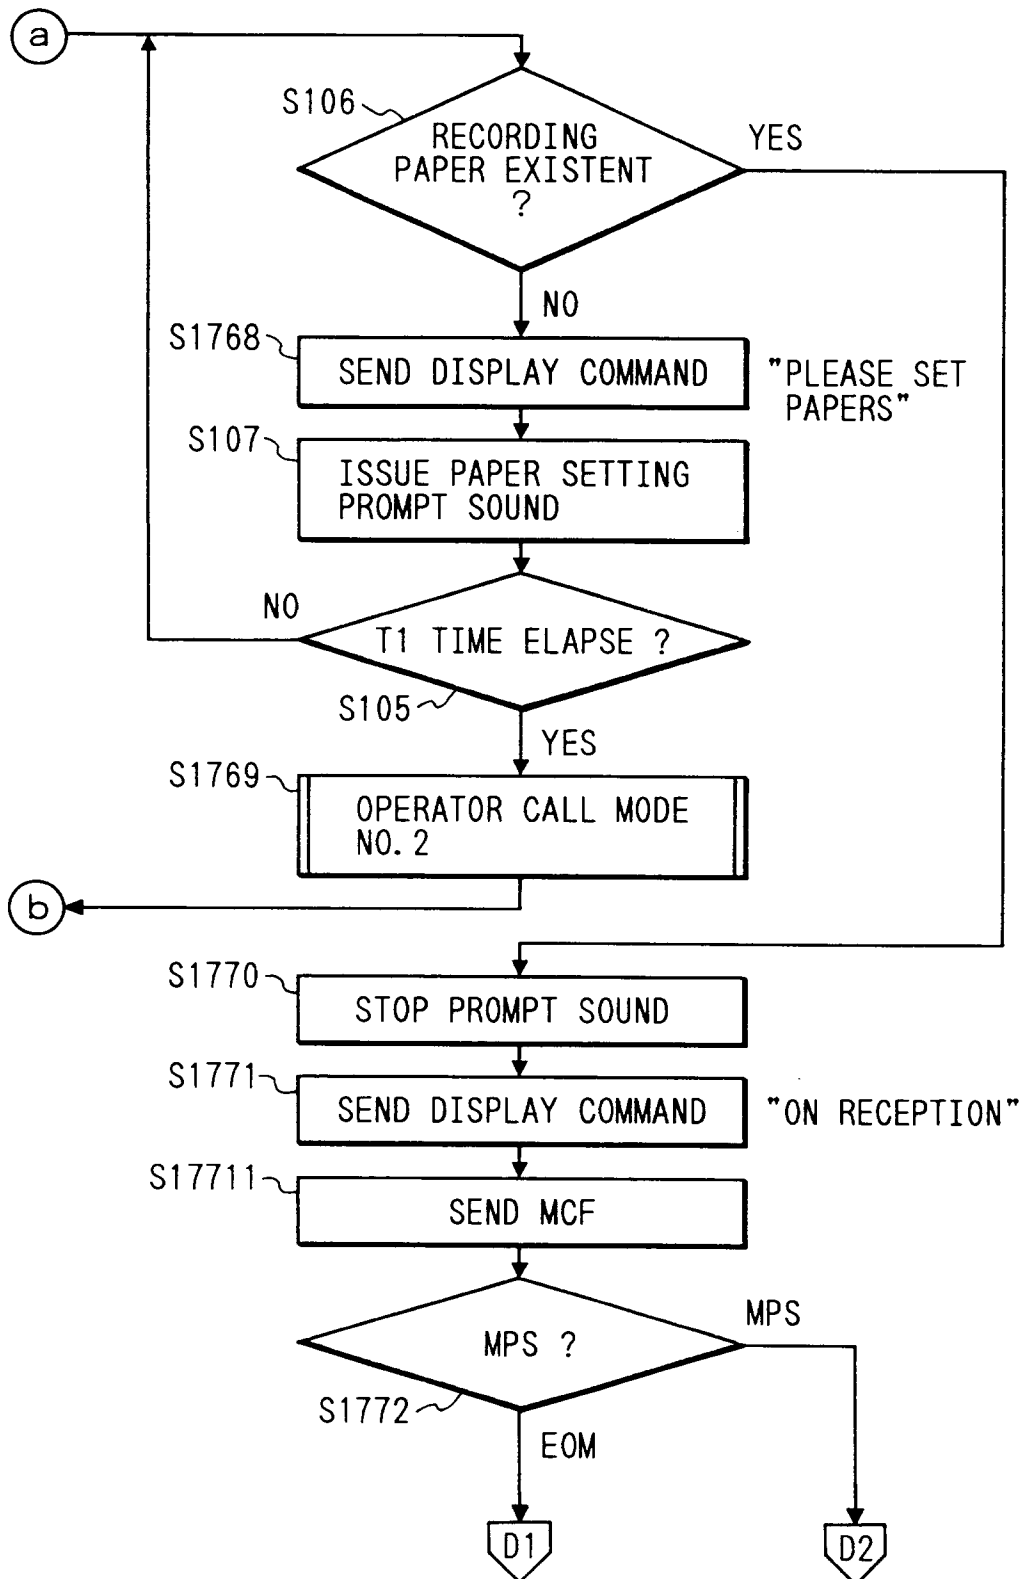 a
S106
RECORDING
PAPER EXISTENT
?
YES
NO
S1768
SEND DISPLAY COMMAND
"PLEASE SET
PAPERS"
S107
ISSUE PAPER SETTING
PROMPT SOUND
NO
T1 TIME ELAPSE ?
S105
YES
S1769
OPERATOR CALL MODE
NO. 2
b
S1770
STOP PROMPT SOUND
S1771
SEND DISPLAY COMMAND
"ON RECEPTION"
S17711
SEND MCF
MPS ?
MPS
S1772
EOM
D1
D2